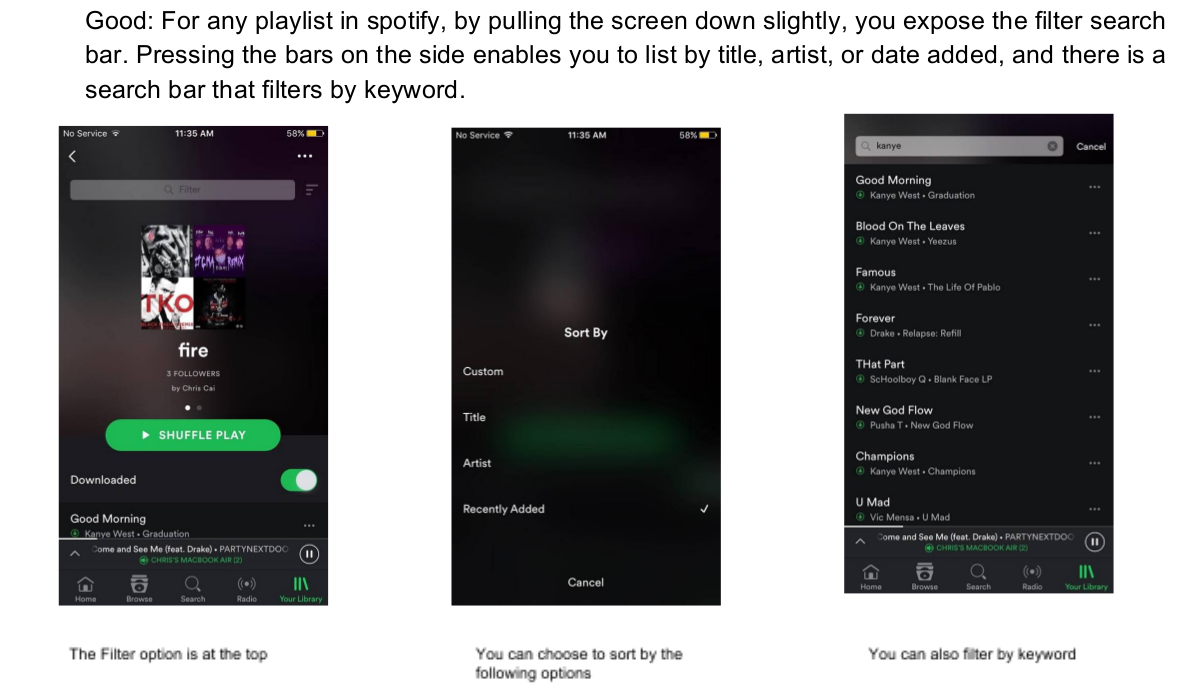 Good: For any playlist in spotify, by pulling the screen down slightly, you expose the filter search
bar. Pressing the bars on the side enables you to list by title, artist, or date added, and there is a
search bar that filters by keyword.
No Service 11:35 AM 58%
Filter
TKO
fire
3 FOLLOWERS
by Chris Cai
SHUFFLE PLAY
Downloaded
Good Morning
Kanye West • Graduation
Come and See Me (feat. Drake) • PARTYNEXTDOO
CHRIS'S MACBOOK AIR (2)
Home Browse Search Radio Your Library
The Filter option is at the top
No Service 11:35 AM 58%
Sort By
Custom
Title
Artist
Recently Added
Cancel
You can choose to sort by the
following options
kanye Cancel
Good Morning
Kanye West • Graduation
Blood On The Leaves
Kanye West • Yeezus
Famous
Kanye West • The Life Of Pablo
Forever
Drake • Relapse: Refill
THat Part
ScHoolboy Q • Blank Face LP
New God Flow
Pusha T • New God Flow
Champions
Kanye West • Champions
U Mad
Vic Mensa • U Mad
Come and See Me (feat. Drake) • PARTYNEXTDOO
CHRIS'S MACBOOK AIR (2)
Home Browse Search Radio Your Library
You can also filter by keyword